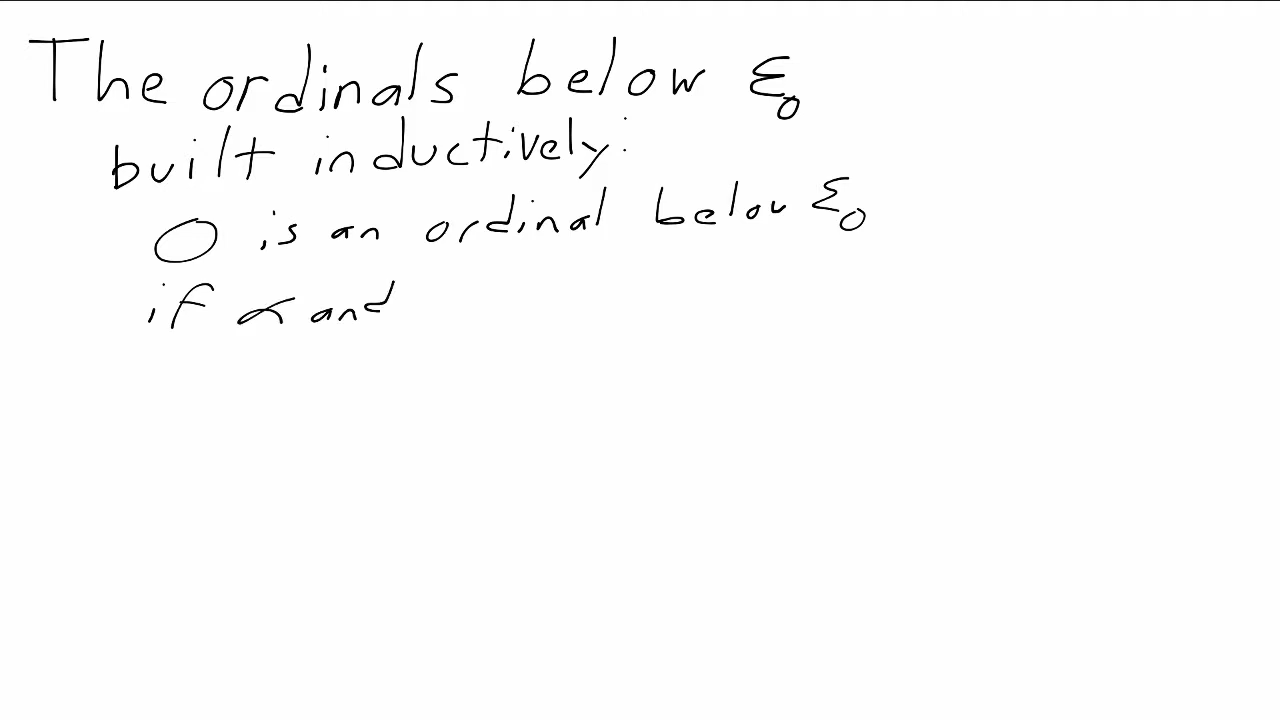 The ordinals below ε₀
built inductively:
0 is an ordinal below ε₀
if α and